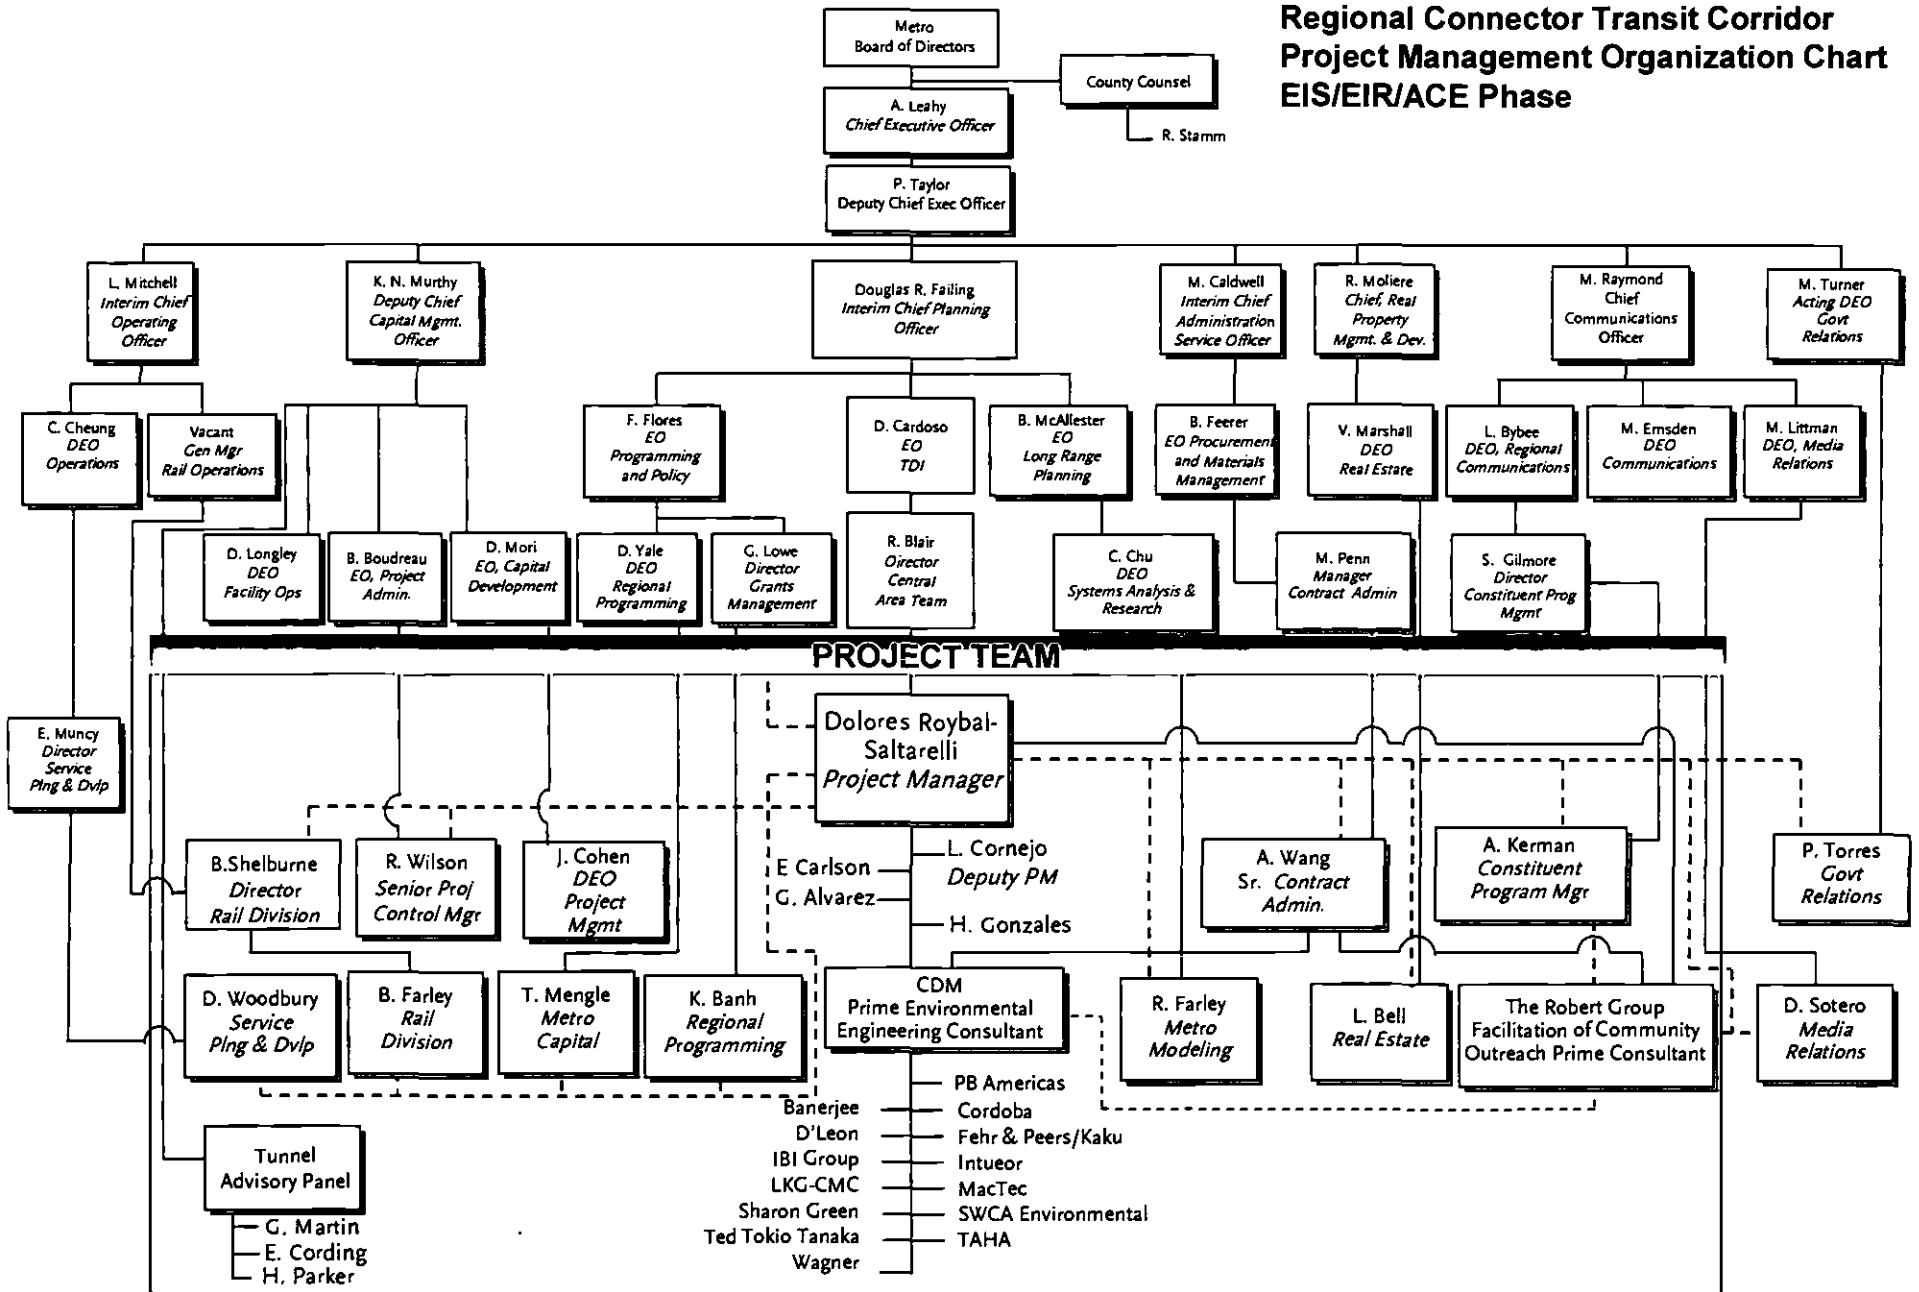 Regional Connector Transit Corridor
Project Management Organization Chart
EIS/EIR/ACE Phase
Metro
Board of Directors
County Counsel
R. Stamm
A. Leahy
Chief Executive Officer
P. Taylor
Deputy Chief Exec Officer
L. Mitchell
Interim Chief
Operating
Officer
K. N. Murthy
Deputy Chief
Capital Mgmt.
Officer
Douglas R. Failing
Interim Chief Planning
Officer
M. Caldwell
Interim Chief
Administration
Service Officer
R. Moliere
Chief, Real
Property
Mgmt. & Dev.
M. Raymond
Chief
Communications
Officer
M. Turner
Acting DEO
Govt
Relations
C. Cheung
DEO
Operations
Vacant
Gen Mgr
Rail Operations
F. Flores
EO
Programming
and Policy
D. Cardoso
EO
TDI
B. McAllester
EO
Long Range
Planning
B. Feerer
EO Procurement
and Materials
Management
V. Marshall
DEO
Real Estate
L. Bybee
DEO, Regional
Communications
M. Emsden
DEO
Communications
M. Littman
DEO, Media
Relations
D. Longley
DEO
Facility Ops
B. Boudreau
EO, Project
Admin.
D. Mori
EO, Capital
Development
D. Yale
DEO
Regional
Programming
G. Lowe
Director
Grants
Management
R. Blair
Director
Central
Area Team
C. Chu
DEO
Systems Analysis &
Research
M. Penn
Manager
Contract Admin
S. Gilmore
Director
Constituent Prog
Mgmt
PROJECT TEAM
E. Muncy
Director
Service
Plng & Dvlp
Dolores Roybal-
Saltarelli
Project Manager
B.Shelburne
Director
Rail Division
R. Wilson
Senior Proj
Control Mgr
J. Cohen
DEO
Project
Mgmt
E Carlson
G. Alvarez
L. Cornejo
Deputy PM
H. Gonzales
A. Wang
Sr. Contract
Admin.
A. Kerman
Constituent
Program Mgr
P. Torres
Govt
Relations
D. Woodbury
Service
Plng & Dvlp
B. Farley
Rail
Division
T. Mengle
Metro
Capital
K. Banh
Regional
Programming
CDM
Prime Environmental
Engineering Consultant
R. Farley
Metro
Modeling
L. Bell
Real Estate
The Robert Group
Facilitation of Community
Outreach Prime Consultant
D. Sotero
Media
Relations
Tunnel
Advisory Panel
G. Martin
E. Cording
H. Parker
Banerjee
D'Leon
IBI Group
LKG-CMC
Sharon Green
Ted Tokio Tanaka
Wagner
PB Americas
Cordoba
Fehr & Peers/Kaku
Intueor
MacTec
SWCA Environmental
TAHA